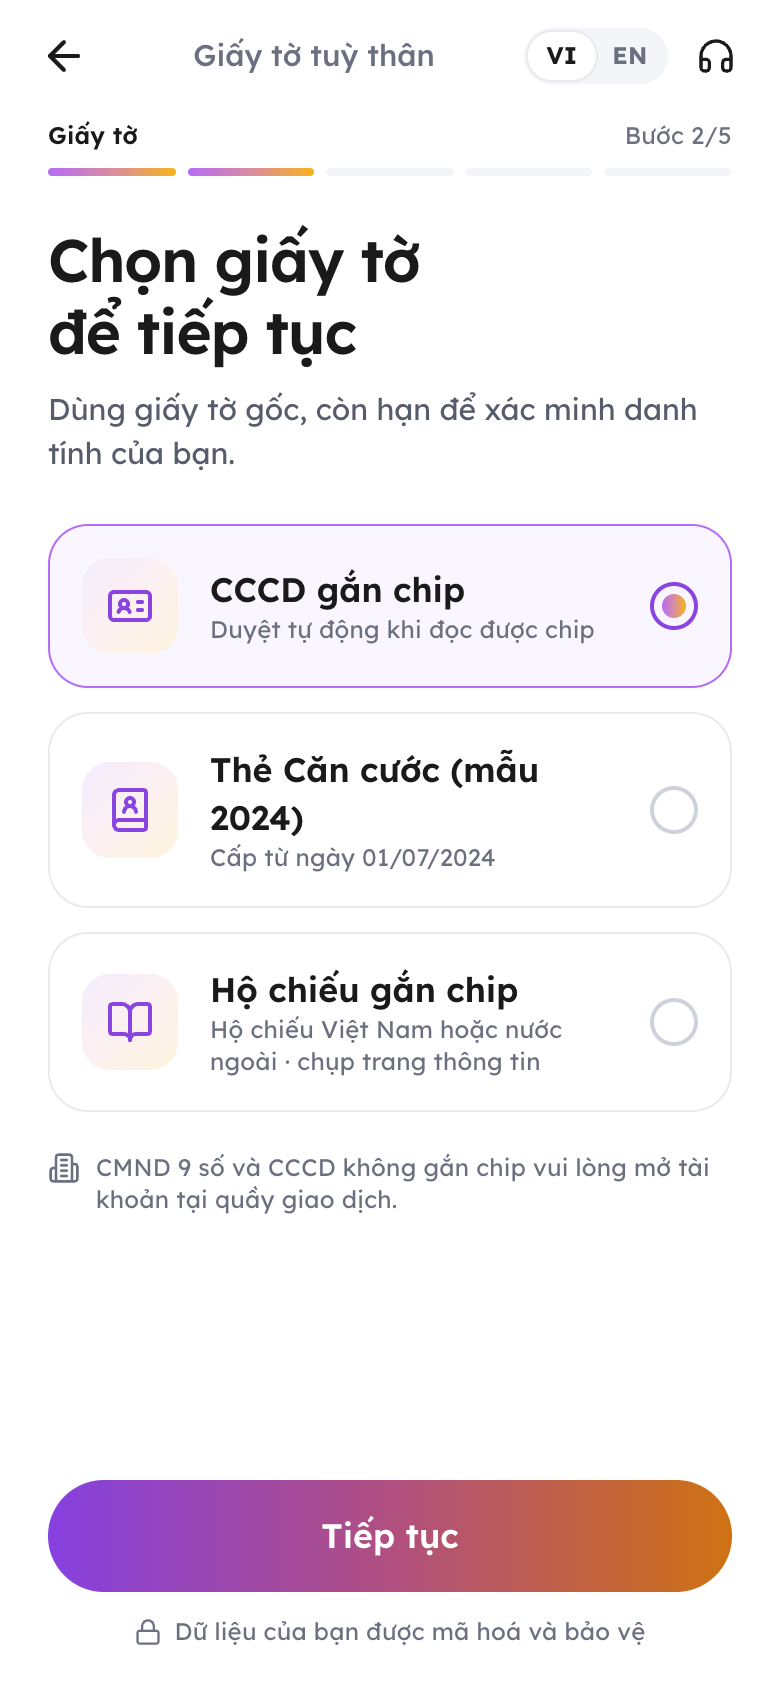 Giấy tờ tuỳ thân
VI
EN
Giấy tờ
Bước 2/5
Chọn giấy tờ
để tiếp tục
Dùng giấy tờ gốc, còn hạn để xác minh danh
tính của bạn.
CCCD gắn chip
Duyệt tự động khi đọc được chip
Thẻ Căn cước (mẫu
2024)
Cấp từ ngày 01/07/2024
Hộ chiếu gắn chip
Hộ chiếu Việt Nam hoặc nước
ngoài · chụp trang thông tin
CMND 9 số và CCCD không gắn chip vui lòng mở tài
khoản tại quầy giao dịch.
Tiếp tục
Dữ liệu của bạn được mã hoá và bảo vệ